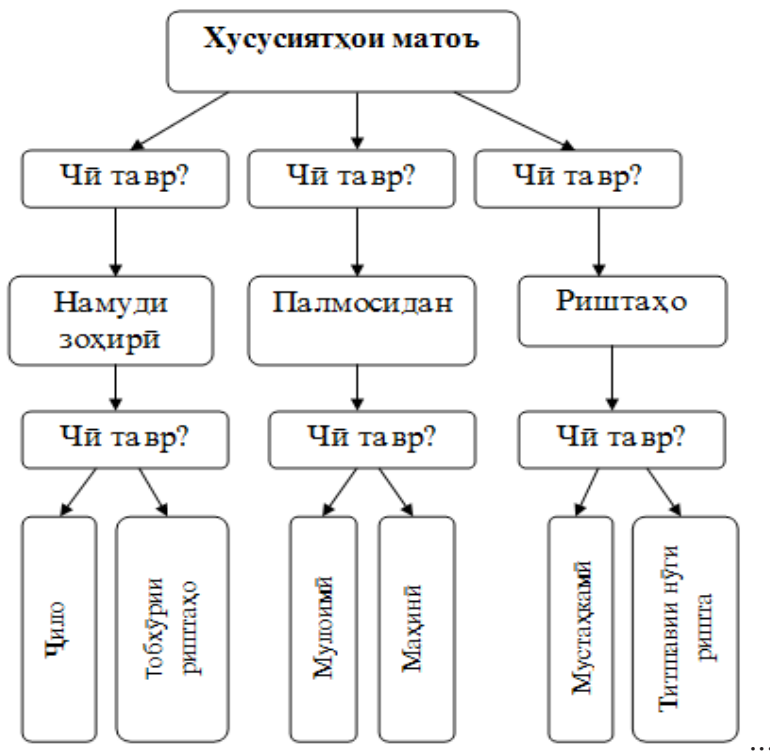 Хусусиятҳои матоъ
Чӣ тавр?
Чӣ тавр?
Чӣ тавр?
Намуди
зоҳирӣ
Палмосидан
Риштаҳо
Чӣ тавр?
Чӣ тавр?
Чӣ тавр?
Ҷило
Тобхӯрии
риштаҳо
Мулоимӣ
Маҳинӣ
Мустаҳкамӣ
Титшавии нӯги
ришта
...